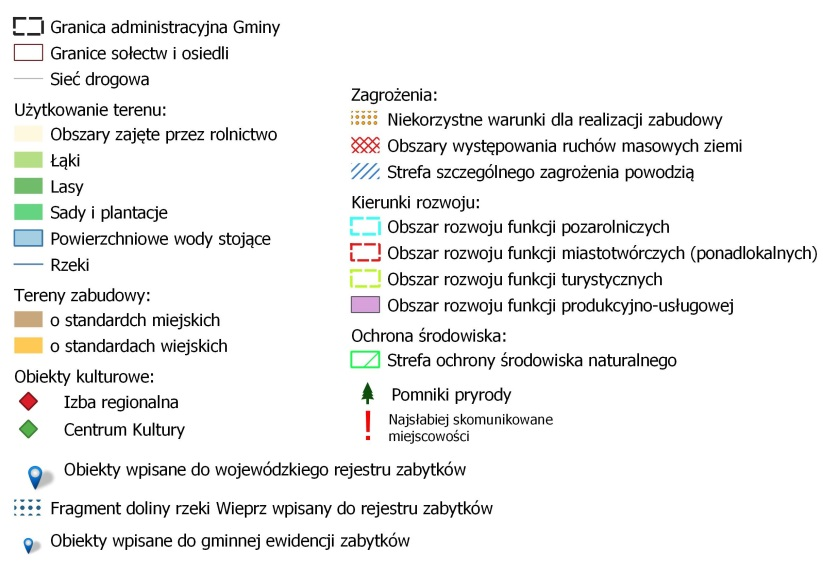 Granica administracyjna Gminy
Granice sołectw i osiedli
Sieć drogowa
Użytkowanie terenu:
Obszary zajęte przez rolnictwo
Łąki
Lasy
Sady i plantacje
Powierzchniowe wody stojące
Rzeki
Tereny zabudowy:
o standardch miejskich
o standardach wiejskich
Obiekty kulturowe:
Izba regionalna
Centrum Kultury
Obiekty wpisane do wojewódzkiego rejestru zabytków
Fragment doliny rzeki Wieprz wpisany do rejestru zabytków
Obiekty wpisane do gminnej ewidencji zabytków
Zagrożenia:
Niekorzystne warunki dla realizacji zabudowy
Obszary występowania ruchów masowych ziemi
Strefa szczególnego zagrożenia powodzią
Kierunki rozwoju:
Obszar rozwoju funkcji pozarolniczych
Obszar rozwoju funkcji miastotwórczych (ponadlokalnych)
Obszar rozwoju funkcji turystycznych
Obszar rozwoju funkcji produkcyjno-usługowej
Ochrona środowiska:
Strefa ochrony środowiska naturalnego
Pomniki pryrody
Najsłabiej skomunikowane
miejscowości